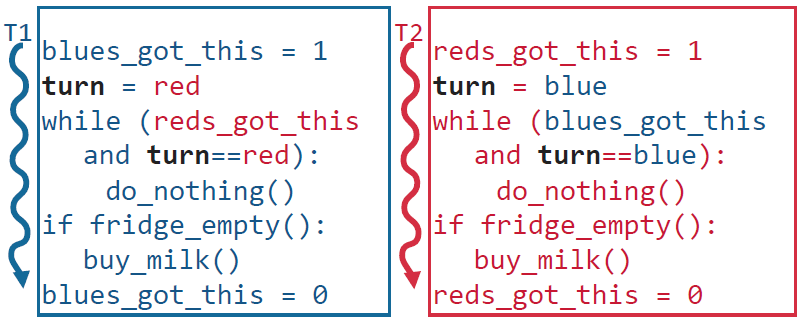 T1
blues_got_this = 1
turn = red
while (reds_got_this
and turn==red):
do_nothing()
if fridge_empty():
buy_milk()
blues_got_this = 0
T2
reds_got_this = 1
turn = blue
while (blues_got_this
and turn==blue):
do_nothing()
if fridge_empty():
buy_milk()
reds_got_this = 0